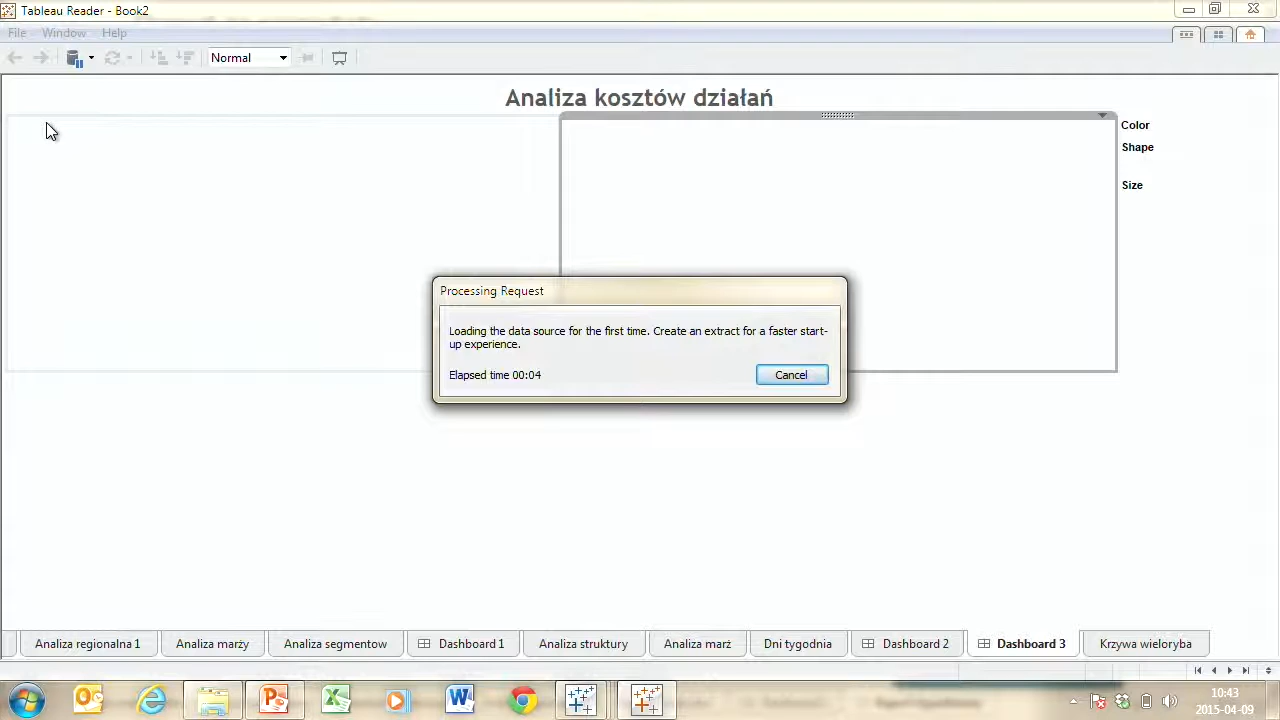 Tableau Reader - Book2
File Window Help
Normal
Analiza kosztów działań
Color
Shape
Size
Processing Request
Loading the data source for the first time. Create an extract for a faster start-
up experience.
Elapsed time 00:04
Cancel
Analiza regionalna 1
Analiza marży
Analiza segmentow
Dashboard 1
Analiza struktury
Analiza marż
Dni tygodnia
Dashboard 2
Dashboard 3
Krzywa wieloryba
10:43
2015-04-09